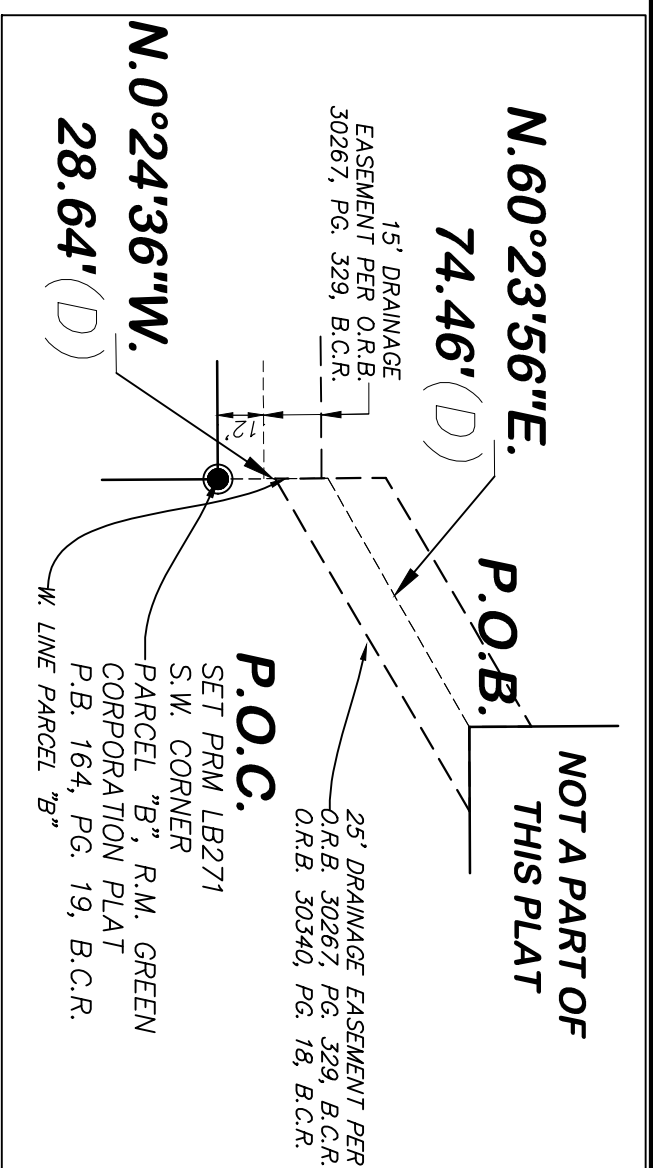 N.60°23'56"E.
74.46' (D)
15' DRAINAGE
EASEMENT PER O.R.B.
30267, PG. 329, B.C.R.
N.0°24'36"W.
28.64' (D)
12'
P.O.B.
NOT A PART OF
THIS PLAT
25' DRAINAGE EASEMENT PER
O.R.B. 30267, PG. 329, B.C.R.
O.R.B. 30340, PG. 18, B.C.R.
P.O.C.
SET PRM LB271
S.W. CORNER
PARCEL "B", R.M. GREEN
CORPORATION PLAT
P.B. 164, PG. 19, B.C.R.
W. LINE PARCEL "B"